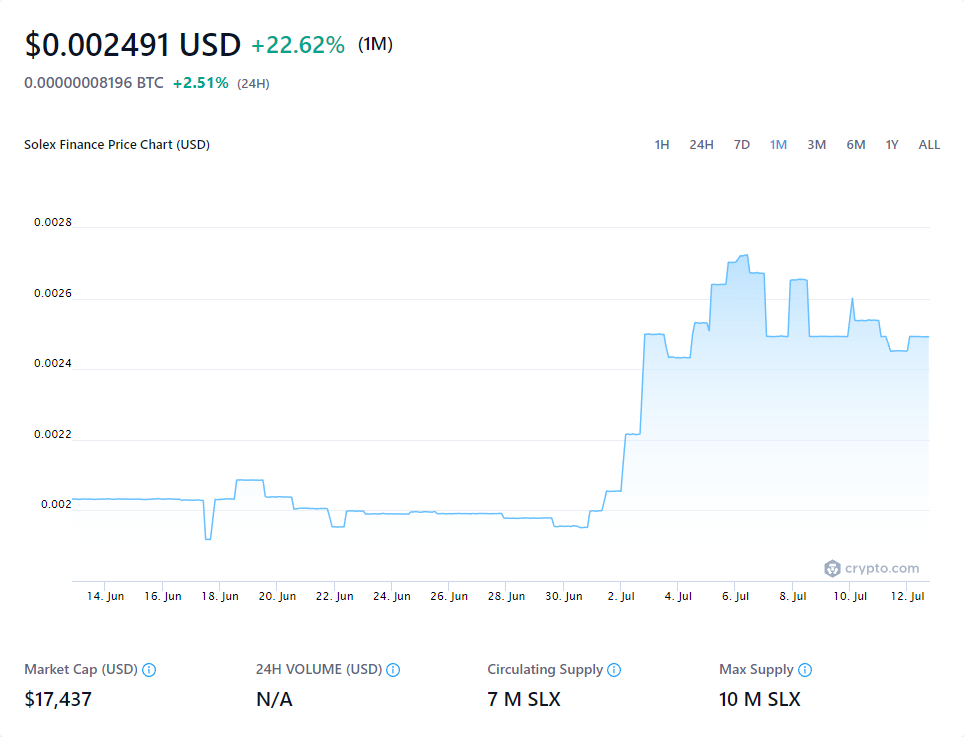 $0.002491 USD +22.62% (1M)
0.00000008196 BTC +2.51% (24H)
Solex Finance Price Chart (USD) 1H 24H 7D 1M 3M 6M 1Y ALL
0.0028
0.0026
0.0024
0.0022
0.002
crypto.com
14. Jun 16. Jun 18. Jun 20. Jun 22. Jun 24. Jun 26. Jun 28. Jun 30. Jun 2. Jul 4. Jul 6. Jul 8. Jul 10. Jul 12. Jul
Market Cap (USD) 24H VOLUME (USD) Circulating Supply Max Supply
$17,437 N/A 7 M SLX 10 M SLX